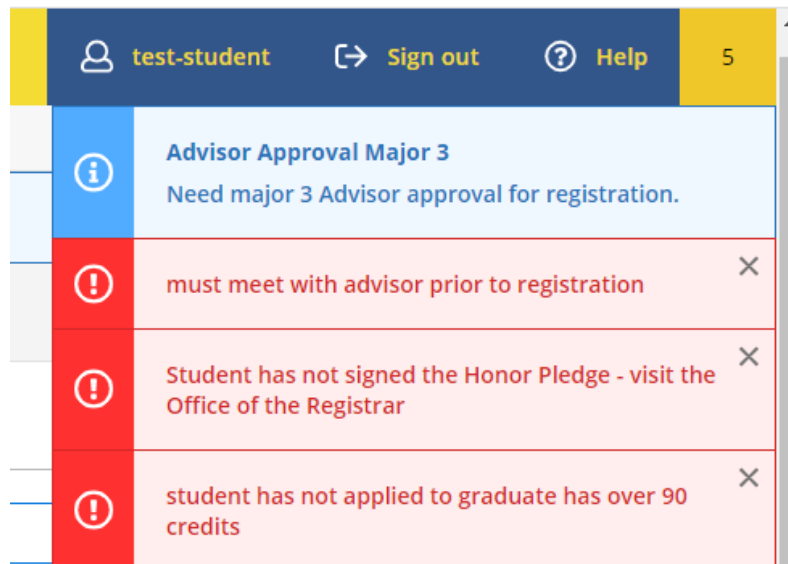 test-student Sign out Help 5
Advisor Approval Major 3
Need major 3 Advisor approval for registration.
must meet with advisor prior to registration
Student has not signed the Honor Pledge - visit the
Office of the Registrar
student has not applied to graduate has over 90
credits